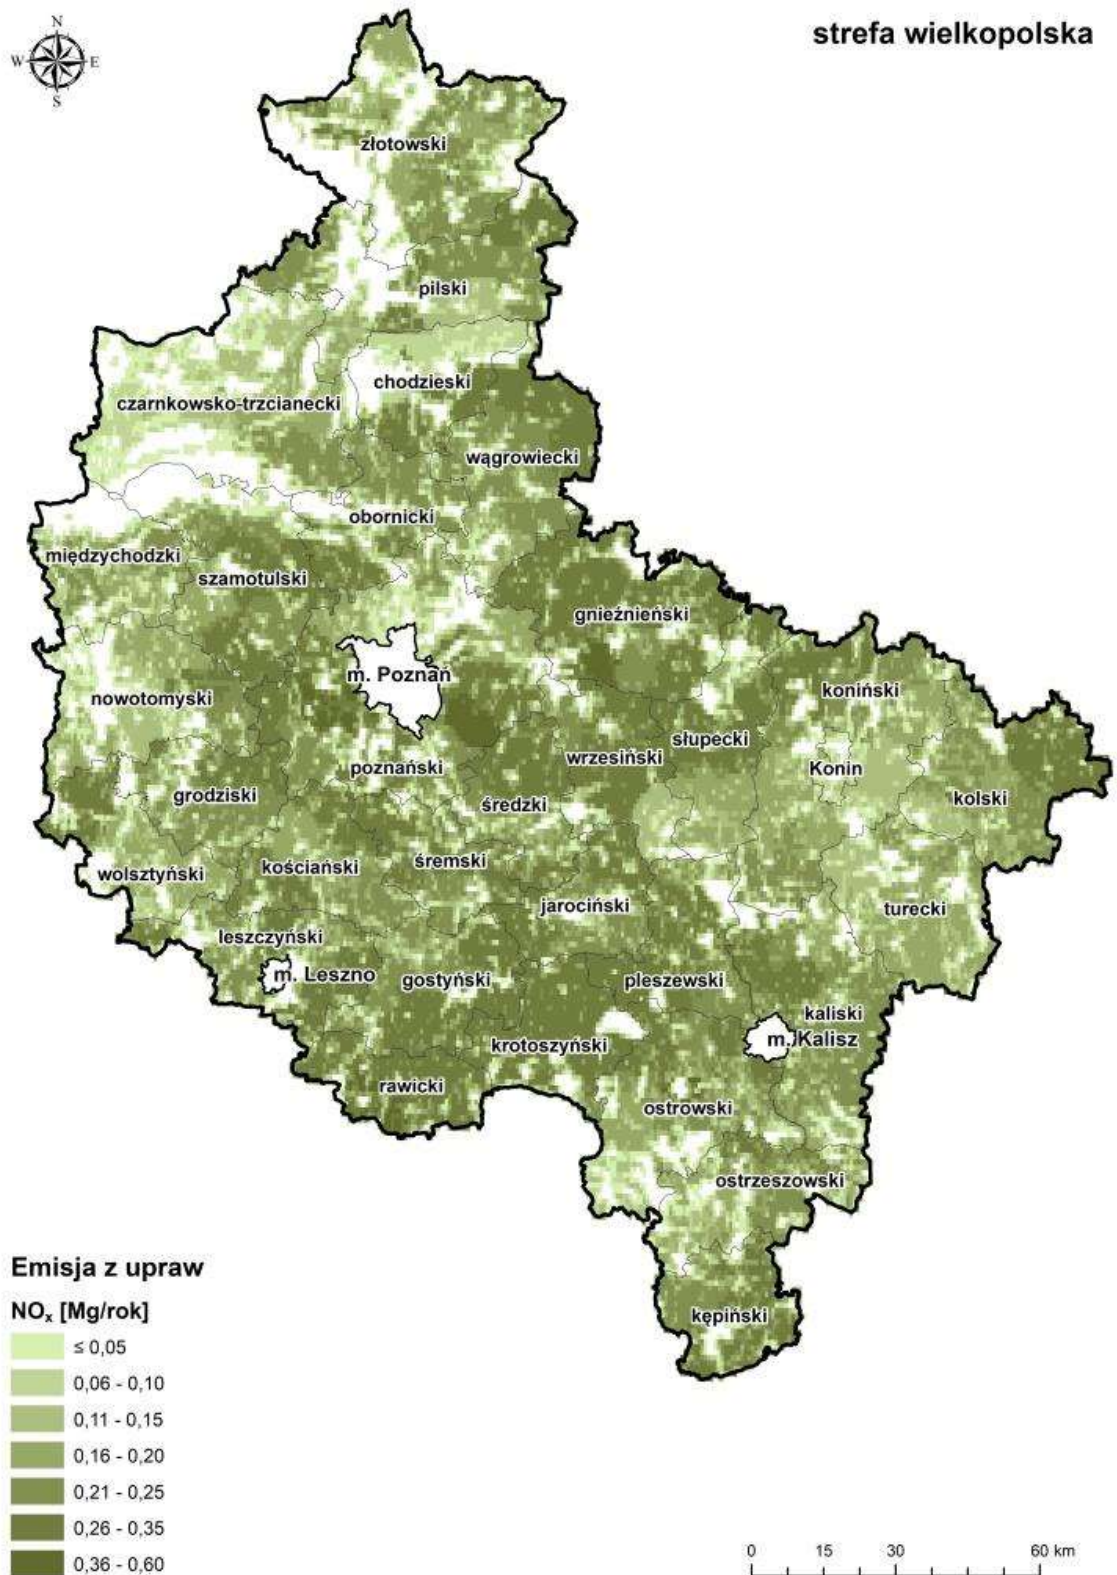 strefa wielkopolska
N
W E
S
złotowski
pilski
chodzieski
czarnkowsko-trzcianecki
wągrowiecki
obornicki
międzychodzki
szamotulski
gnieźnieński
m. Poznań
koniński
nowotomyski
słupecki
wrzesiński
poznański
Konin
grodziski
średzki
kolski
śremski
kościański
wolsztyński
jarociński
turecki
leszczyński
m. Leszno
gostyński
pleszewski
kaliski
m. Kalisz
krotoszyński
rawicki
ostrowski
ostrzeszowski
kępiński
Emisja z upraw
NOₓ [Mg/rok]
≤ 0,05
0,06 - 0,10
0,11 - 0,15
0,16 - 0,20
0,21 - 0,25
0,26 - 0,35
0,36 - 0,60
0 15 30 60 km